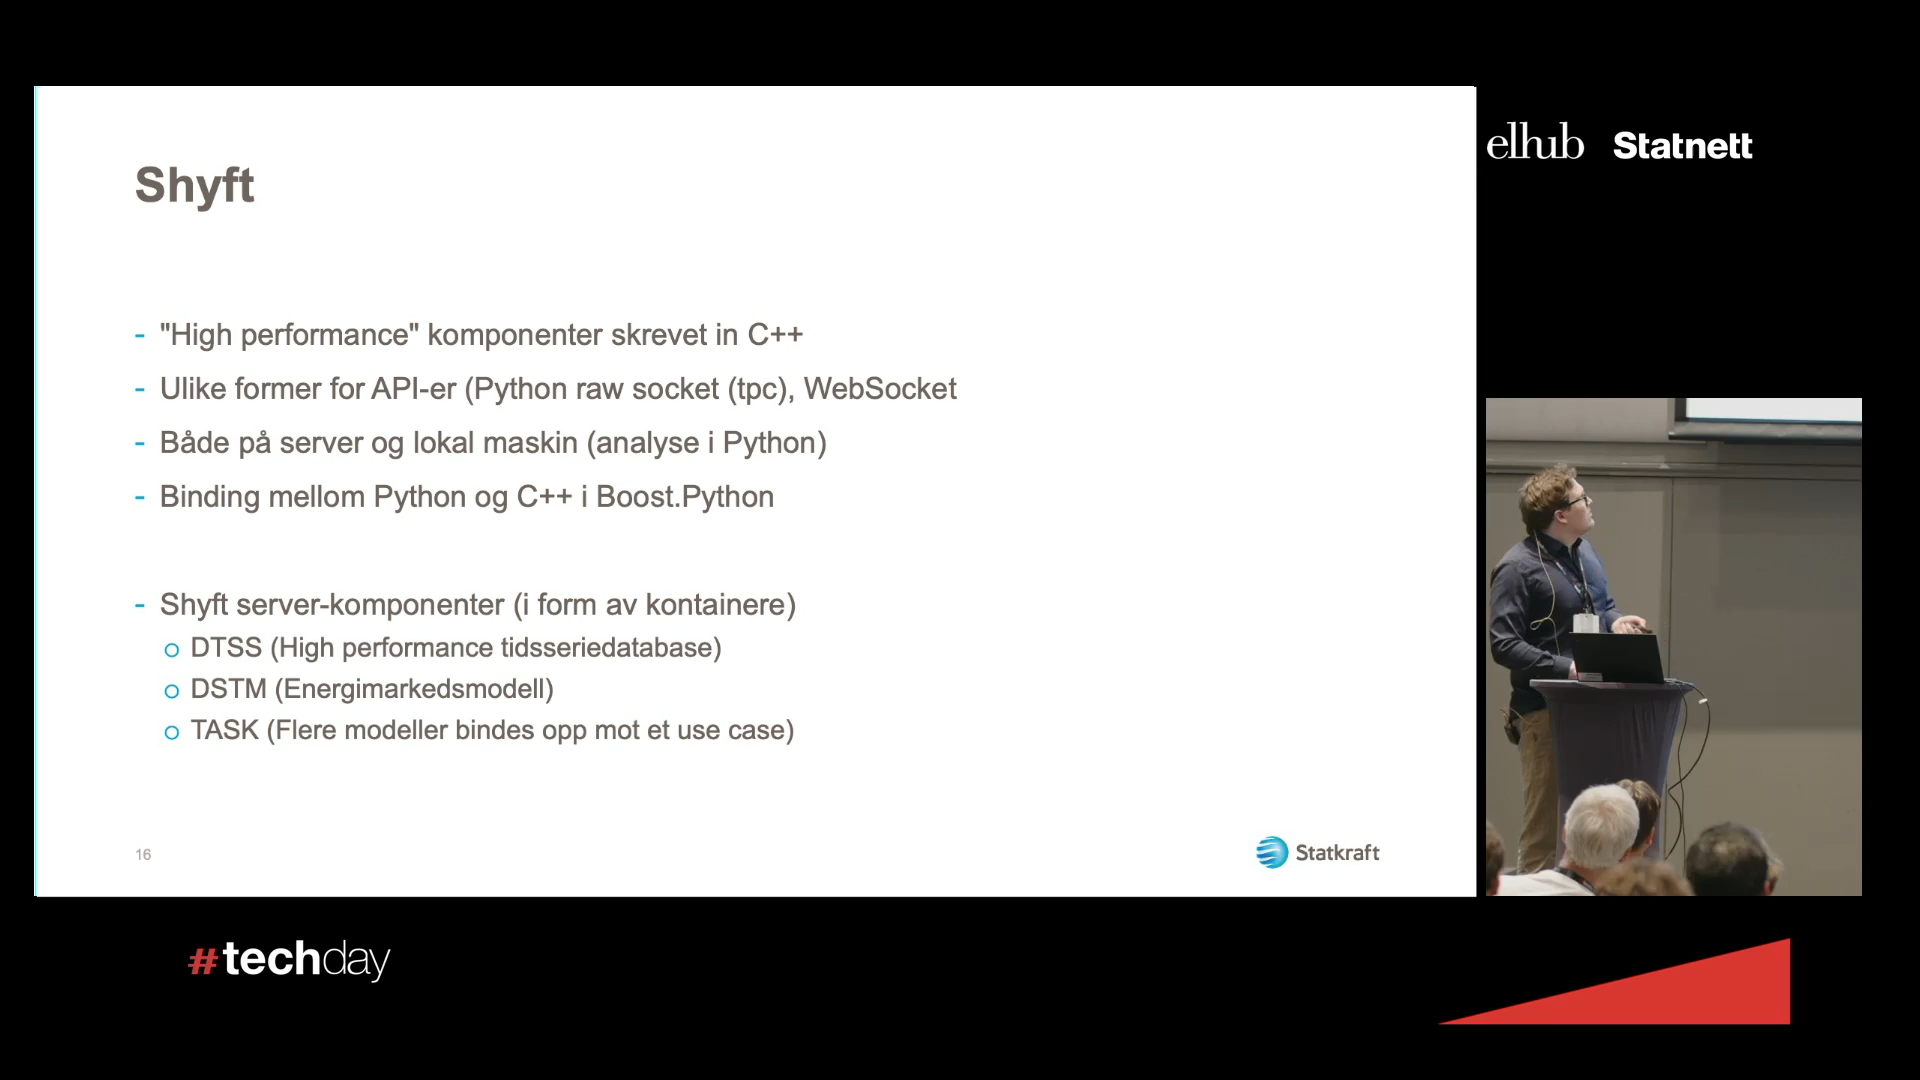 Shyft
- "High performance" komponenter skrevet in C++
- Ulike former for API-er (Python raw socket (tpc), WebSocket
- Både på server og lokal maskin (analyse i Python)
- Binding mellom Python og C++ i Boost.Python
- Shyft server-komponenter (i form av kontainere)
o DTSS (High performance tidsseriedatabase)
o DSTM (Energimarkedsmodell)
o TASK (Flere modeller bindes opp mot et use case)
16
Statkraft
elhub Statnett
#techday